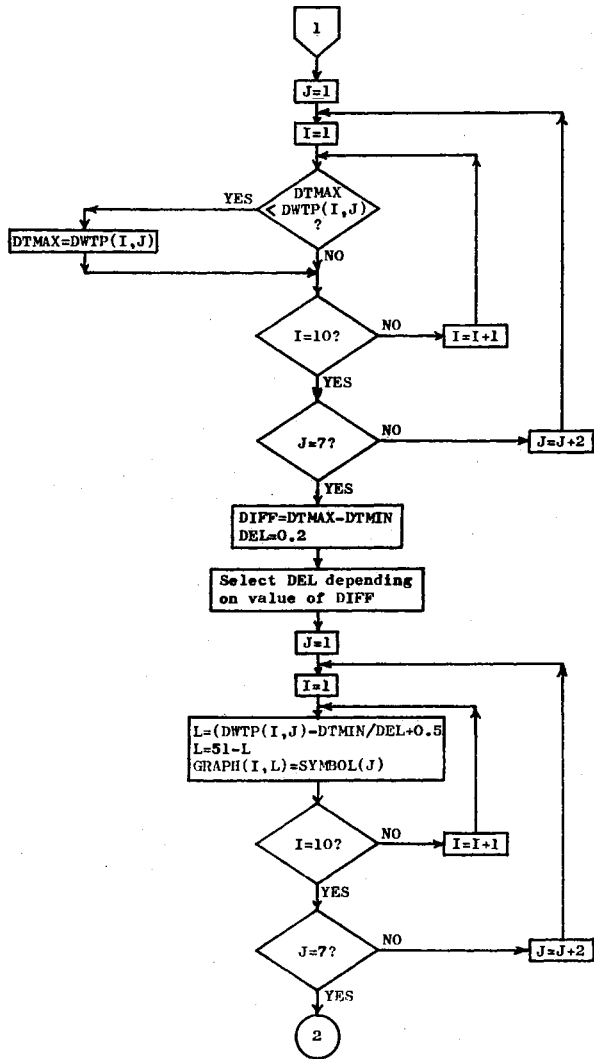 1
J=1
I=1
YES
DTMAX
< DWTP(I,J)
?
DTMAX=DWTP(I,J)
NO
I=10?
NO
I=I+1
YES
J=7?
NO
J=J+2
YES
DIFF=DTMAX-DTMIN
DEL=0.2
Select DEL depending
on value of DIFF
J=1
I=1
L=(DWTP(I,J)-DTMIN/DEL+0.5
L=51-L
GRAPH(I,L)=SYMBOL(J)
I=10?
NO
I=I+1
YES
J=7?
NO
J=J+2
YES
2